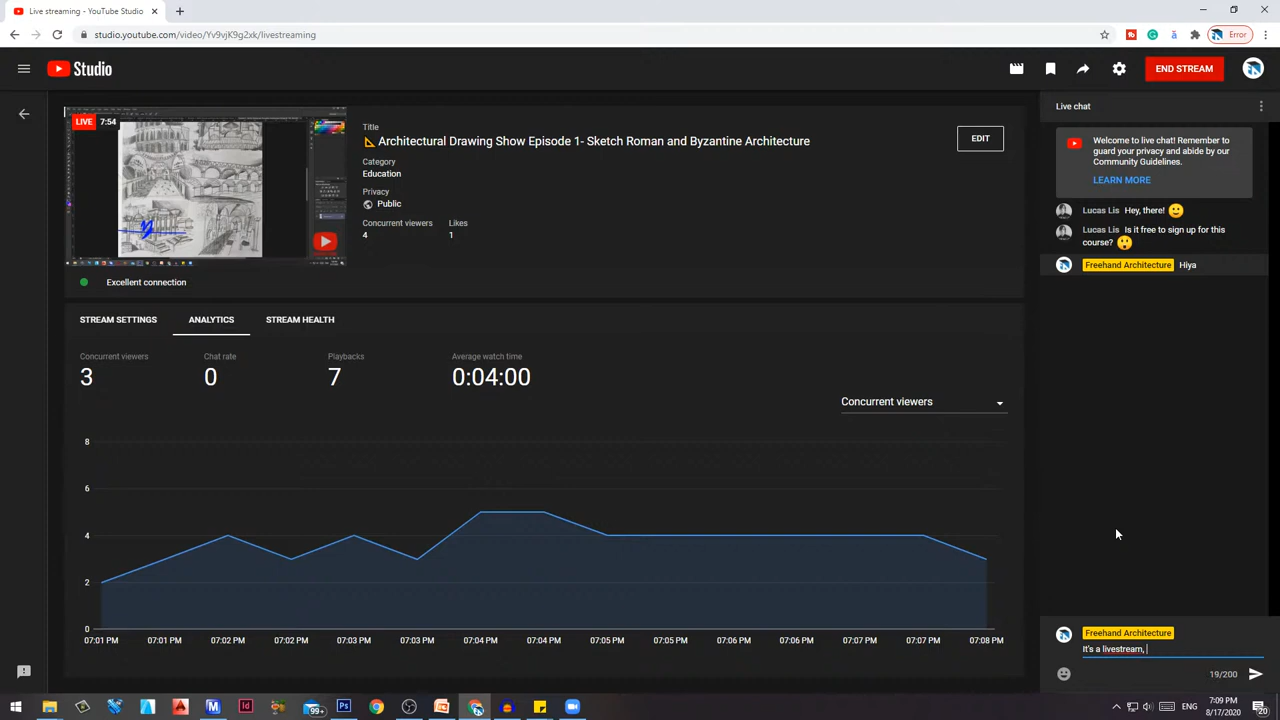 Live streaming - YouTube Studio
studio.youtube.com/video/Yv9vjK9g2xk/livestreaming
Error
Studio
END STREAM
LIVE 7:54
Title
Architectural Drawing Show Episode 1- Sketch Roman and Byzantine Architecture
EDIT
Category
Education
Privacy
Public
Concurrent viewers Likes
4 1
Excellent connection
STREAM SETTINGS ANALYTICS STREAM HEALTH
Concurrent viewers Chat rate Playbacks Average watch time
3 0 7 0:04:00
Concurrent viewers
8
6
4
2
0
07:01 PM 07:01 PM 07:02 PM 07:02 PM 07:03 PM 07:03 PM 07:04 PM 07:04 PM 07:05 PM 07:05 PM 07:06 PM 07:06 PM 07:07 PM 07:07 PM 07:08 PM
Live chat
Welcome to live chat! Remember to
guard your privacy and abide by our
Community Guidelines.
LEARN MORE
Lucas Lis Hey, there!
Lucas Lis Is it free to sign up for this
course?
Freehand Architecture Hiya
Freehand Architecture
It's a livestream,
19/200
99+
ENG
7:09 PM
8/17/2020
20